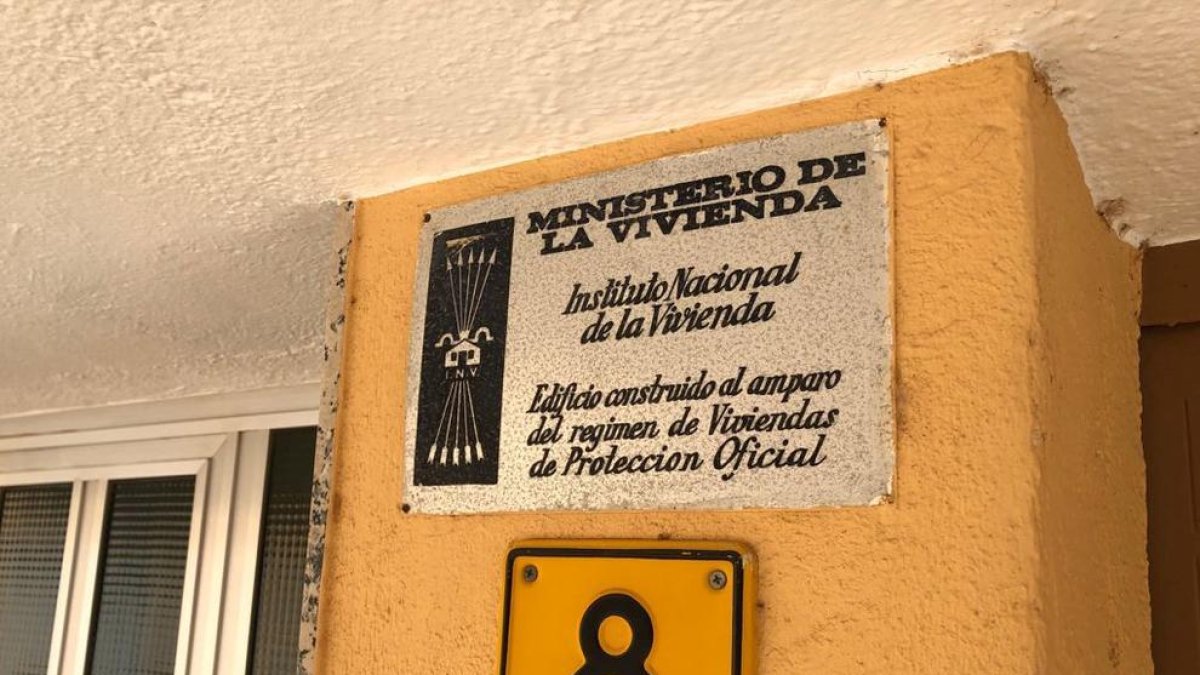 MINISTERIO DE
LA VIVIENDA
Instituto Nacional
de la Vivienda
I.N.V.
Edificio construido al amparo
del regimen de Viviendas
de Proteccion Oficial
8